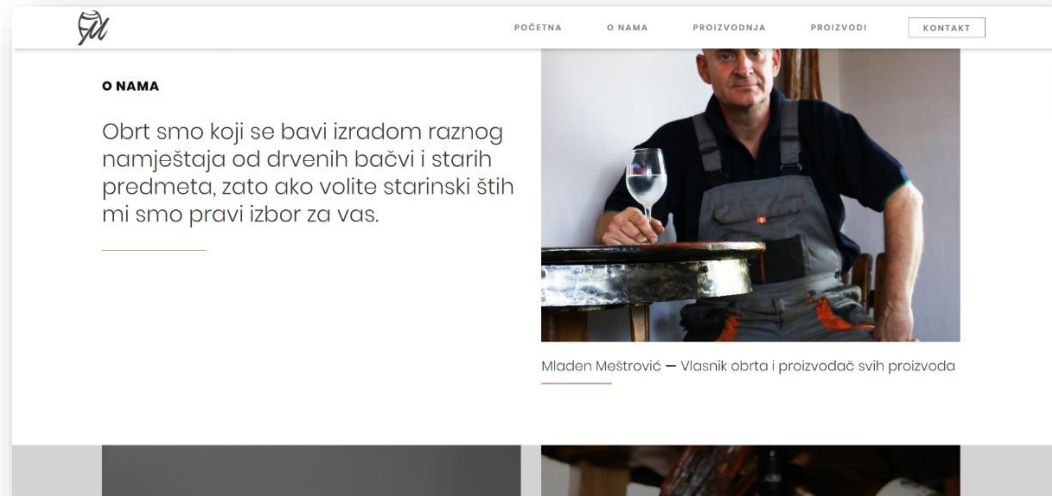 POČETNA O NAMA PROIZVODNJA PROIZVODI KONTAKT
O NAMA
Obrt smo koji se bavi izradom raznog
namještaja od drvenih bačvi i starih
predmeta, zato ako volite starinski štih
mi smo pravi izbor za vas.
Mladen Meštrović — Vlasnik obrta i proizvođač svih proizvoda